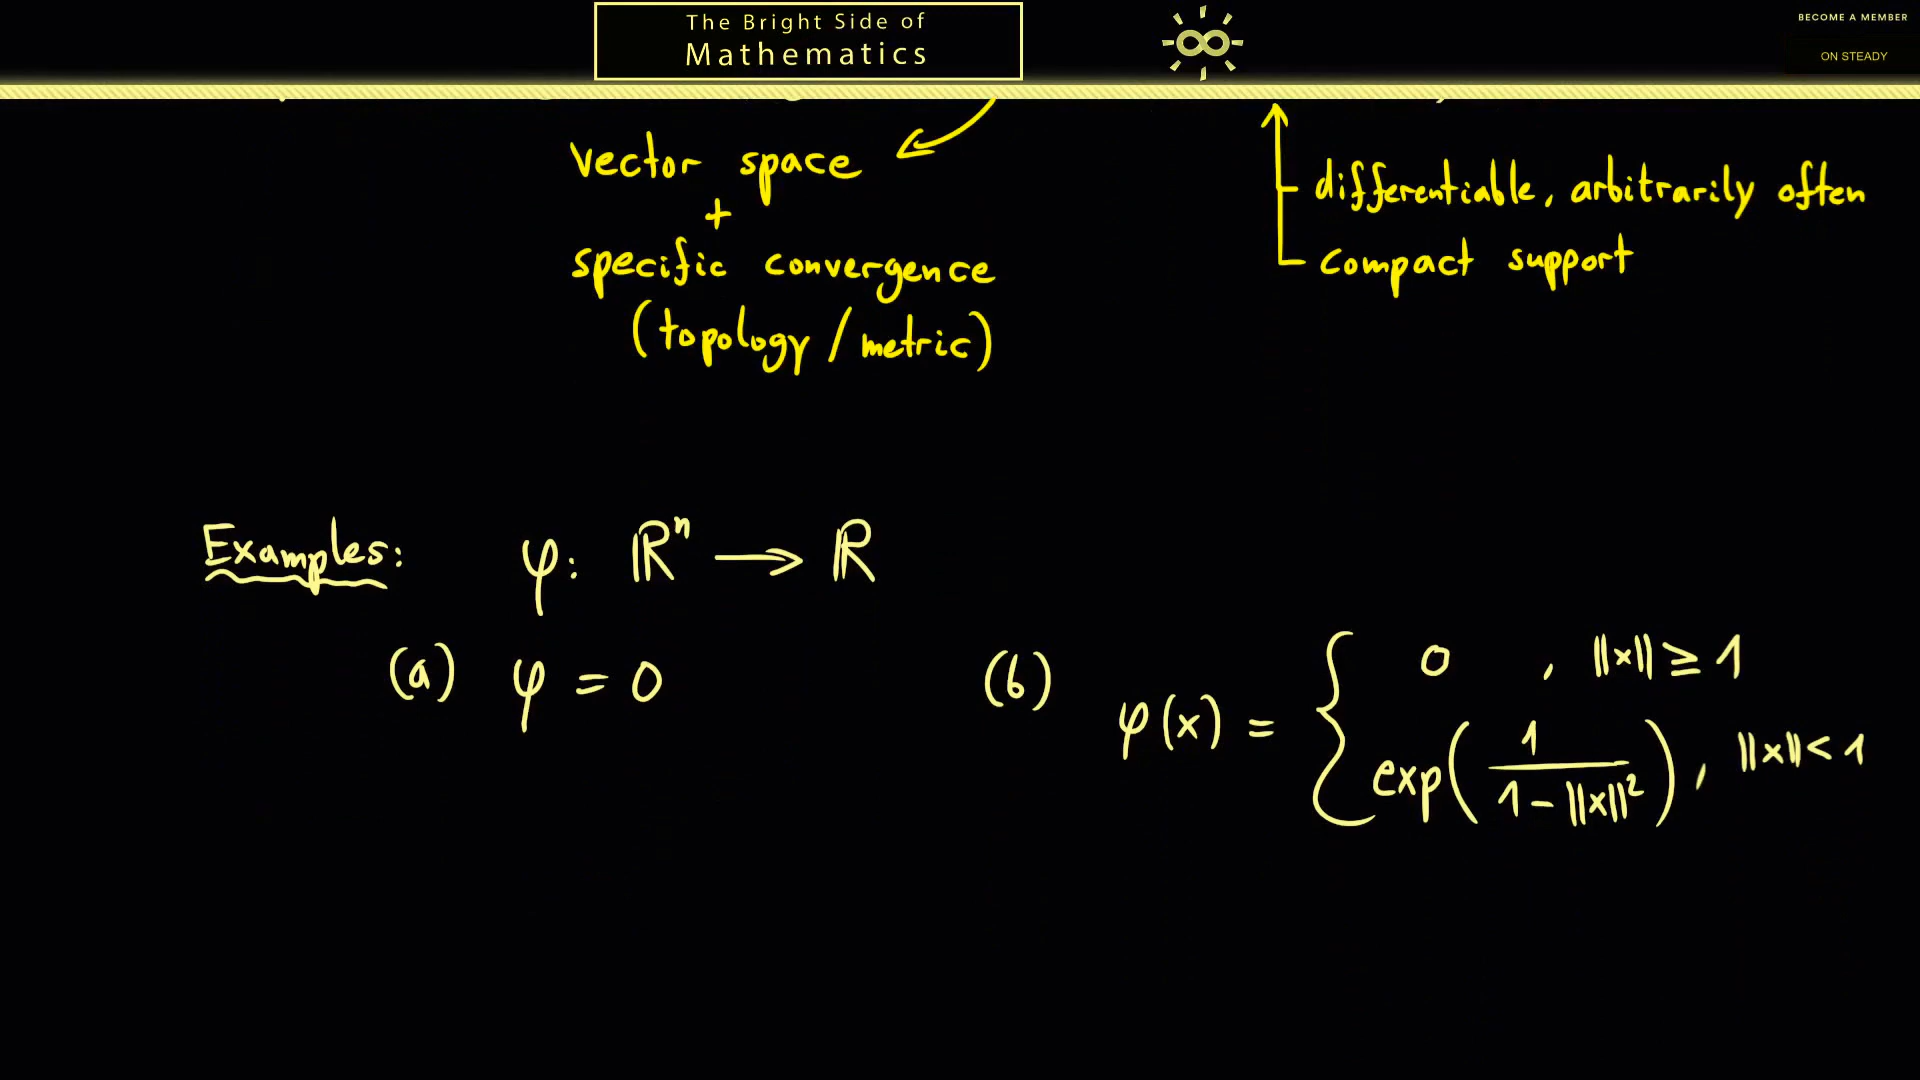 The Bright Side of
Mathematics
BECOME A MEMBER
ON STEADY
vector space
+
specific convergence
(topology / metric)
differentiable, arbitrarily often
compact support
Examples: φ: ℝⁿ ⟶ ℝ
(a) φ = 0
(b) φ(x) = { 0 , ||x|| ≥ 1
exp( 1 / (1 - ||x||²) ), ||x|| < 1